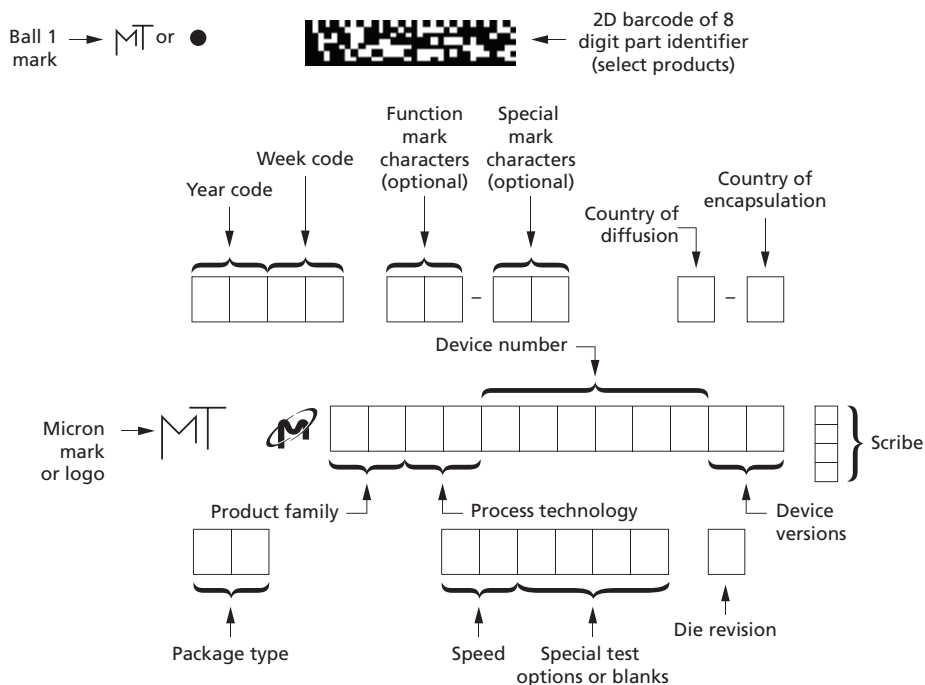 Ball 1
mark
MT or
2D barcode of 8
digit part identifier
(select products)
Function
mark
characters
(optional)
Special
mark
characters
(optional)
Week code
Year code
Country of
encapsulation
Country of
diffusion
–
–
Device number
Micron
mark
or logo
MT
M
Scribe
Product family
Process technology
Device
versions
Package type
Speed
Special test
options or blanks
Die revision